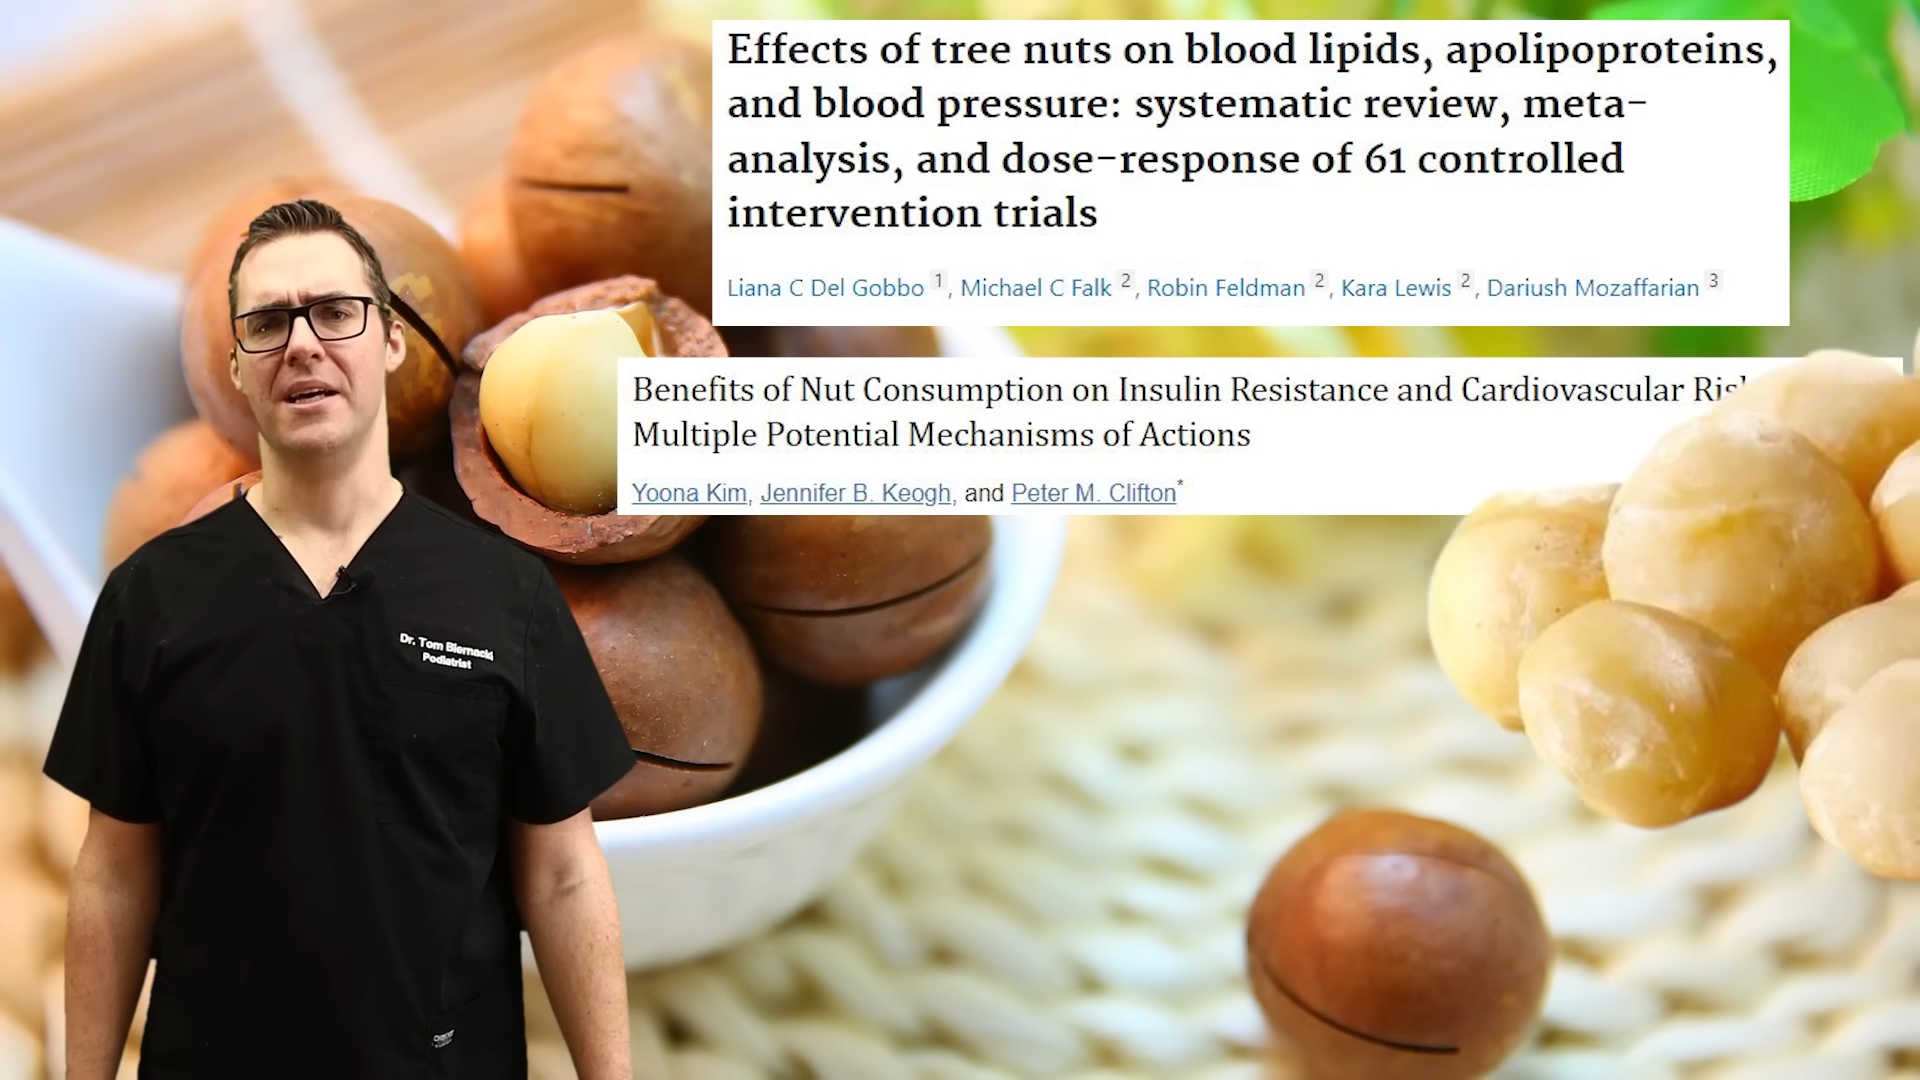 Effects of tree nuts on blood lipids, apolipoproteins,
and blood pressure: systematic review, meta-
analysis, and dose-response of 61 controlled
intervention trials
Liana C Del Gobbo 1, Michael C Falk 2, Robin Feldman 2, Kara Lewis 2, Dariush Mozaffarian 3
Benefits of Nut Consumption on Insulin Resistance and Cardiovascular
Multiple Potential Mechanisms of Actions
Yoona Kim, Jennifer B. Keogh, and Peter M. Clifton*
Dr. Tom Biernacki
Podiatrist